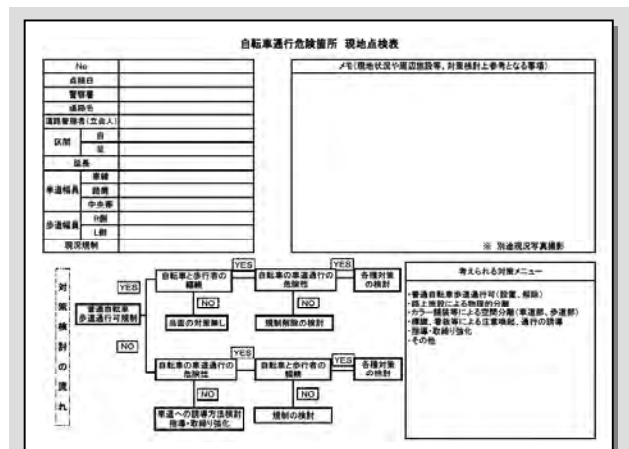 自転車通行危険箇所 現地点検表
No
点検日
警察署
道路名
道路管理者(立会人)
区間
自
至
延長
車道幅員
車線
路肩
中央帯
歩道幅員
R側
L側
現況規制
メモ(現地状況や周辺施設等、対策検討上参考となる事項)
※ 別途現況写真撮影
対策検討の流れ
普通自転車
歩道通行可規制
YES
自転車と歩行者の
輻輳
YES
自転車の車道通行の
危険性
YES
各種対策
の検討
NO
当面の対策無し
NO
規制解除の検討
NO
自転車の車道通行の
危険性
YES
自転車と歩行者の
輻輳
YES
各種対策
の検討
NO
車道への誘導方法検討
指導・取締り強化
NO
規制の検討
考えられる対策メニュー
・普通自転車歩道通行可(設置、解除)
・路上施設による物理的分離
・カラー舗装等による空間分離(車道部、歩道部)
・標識、看板等による注意喚起、通行の誘導
・指導・取締り強化
・その他